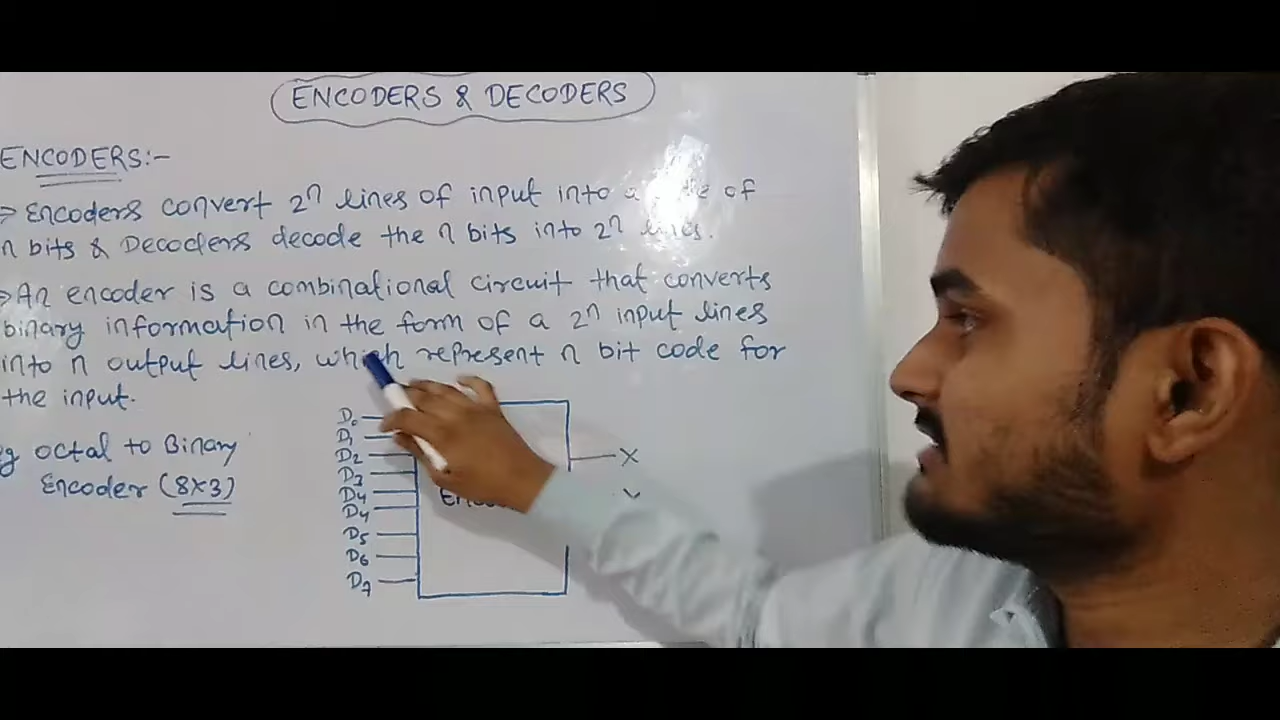 ENCODERS & DECODERS
ENCODERS:-
⇒ Encoders convert 2ⁿ lines of input into a of
n bits & Decoders decode the n bits into 2ⁿ lines.
⇒ An encoder is a combinational circuit that converts
binary information in the form of a 2ⁿ input lines
into n output lines, which represent n bit code for
the input.
eg octal to Binary
Encoder (8×3)
D₀
D₁
D₂
D₃
D₄
D₄
D₅
D₆
D₇
X